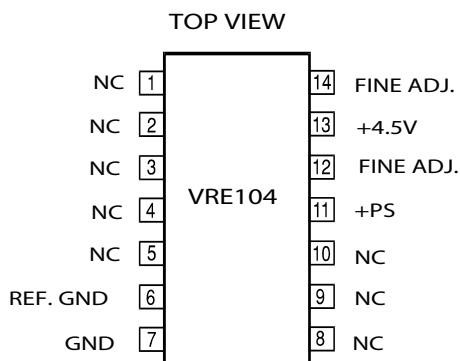 TOP VIEW
NC 1 14 FINE ADJ.
NC 2 13 +4.5V
NC 3 12 FINE ADJ.
VRE104
NC 4 11 +PS
NC 5 10 NC
REF. GND 6 9 NC
GND 7 8 NC